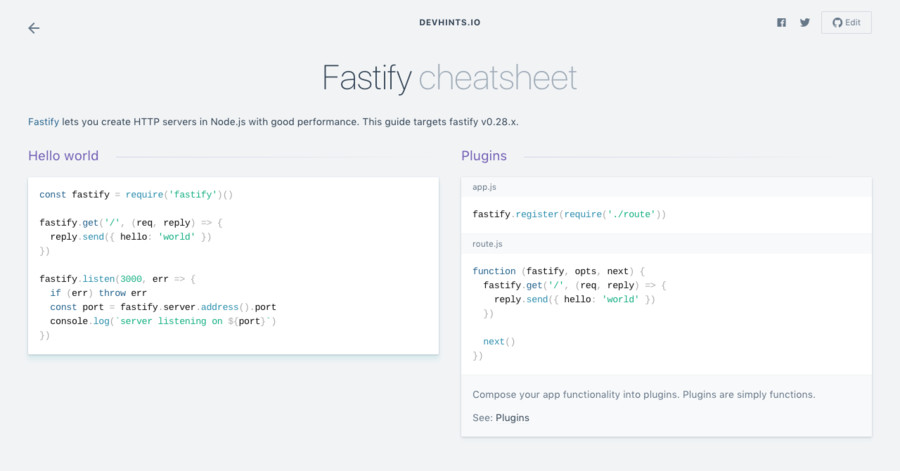 DEVHINTS.IO
Edit
Fastify cheatsheet
Fastify lets you create HTTP servers in Node.js with good performance. This guide targets fastify v0.28.x.
Hello world
const fastify = require('fastify')()
fastify.get('/', (req, reply) => {
  reply.send({ hello: 'world' })
})
fastify.listen(3000, err => {
  if (err) throw err
  const port = fastify.server.address().port
  console.log(`server listening on ${port}`)
})
Plugins
app.js
fastify.register(require('./route'))
route.js
function (fastify, opts, next) {
  fastify.get('/', (req, reply) => {
    reply.send({ hello: 'world' })
  })
  next()
})
Compose your app functionality into plugins. Plugins are simply functions.
See: Plugins